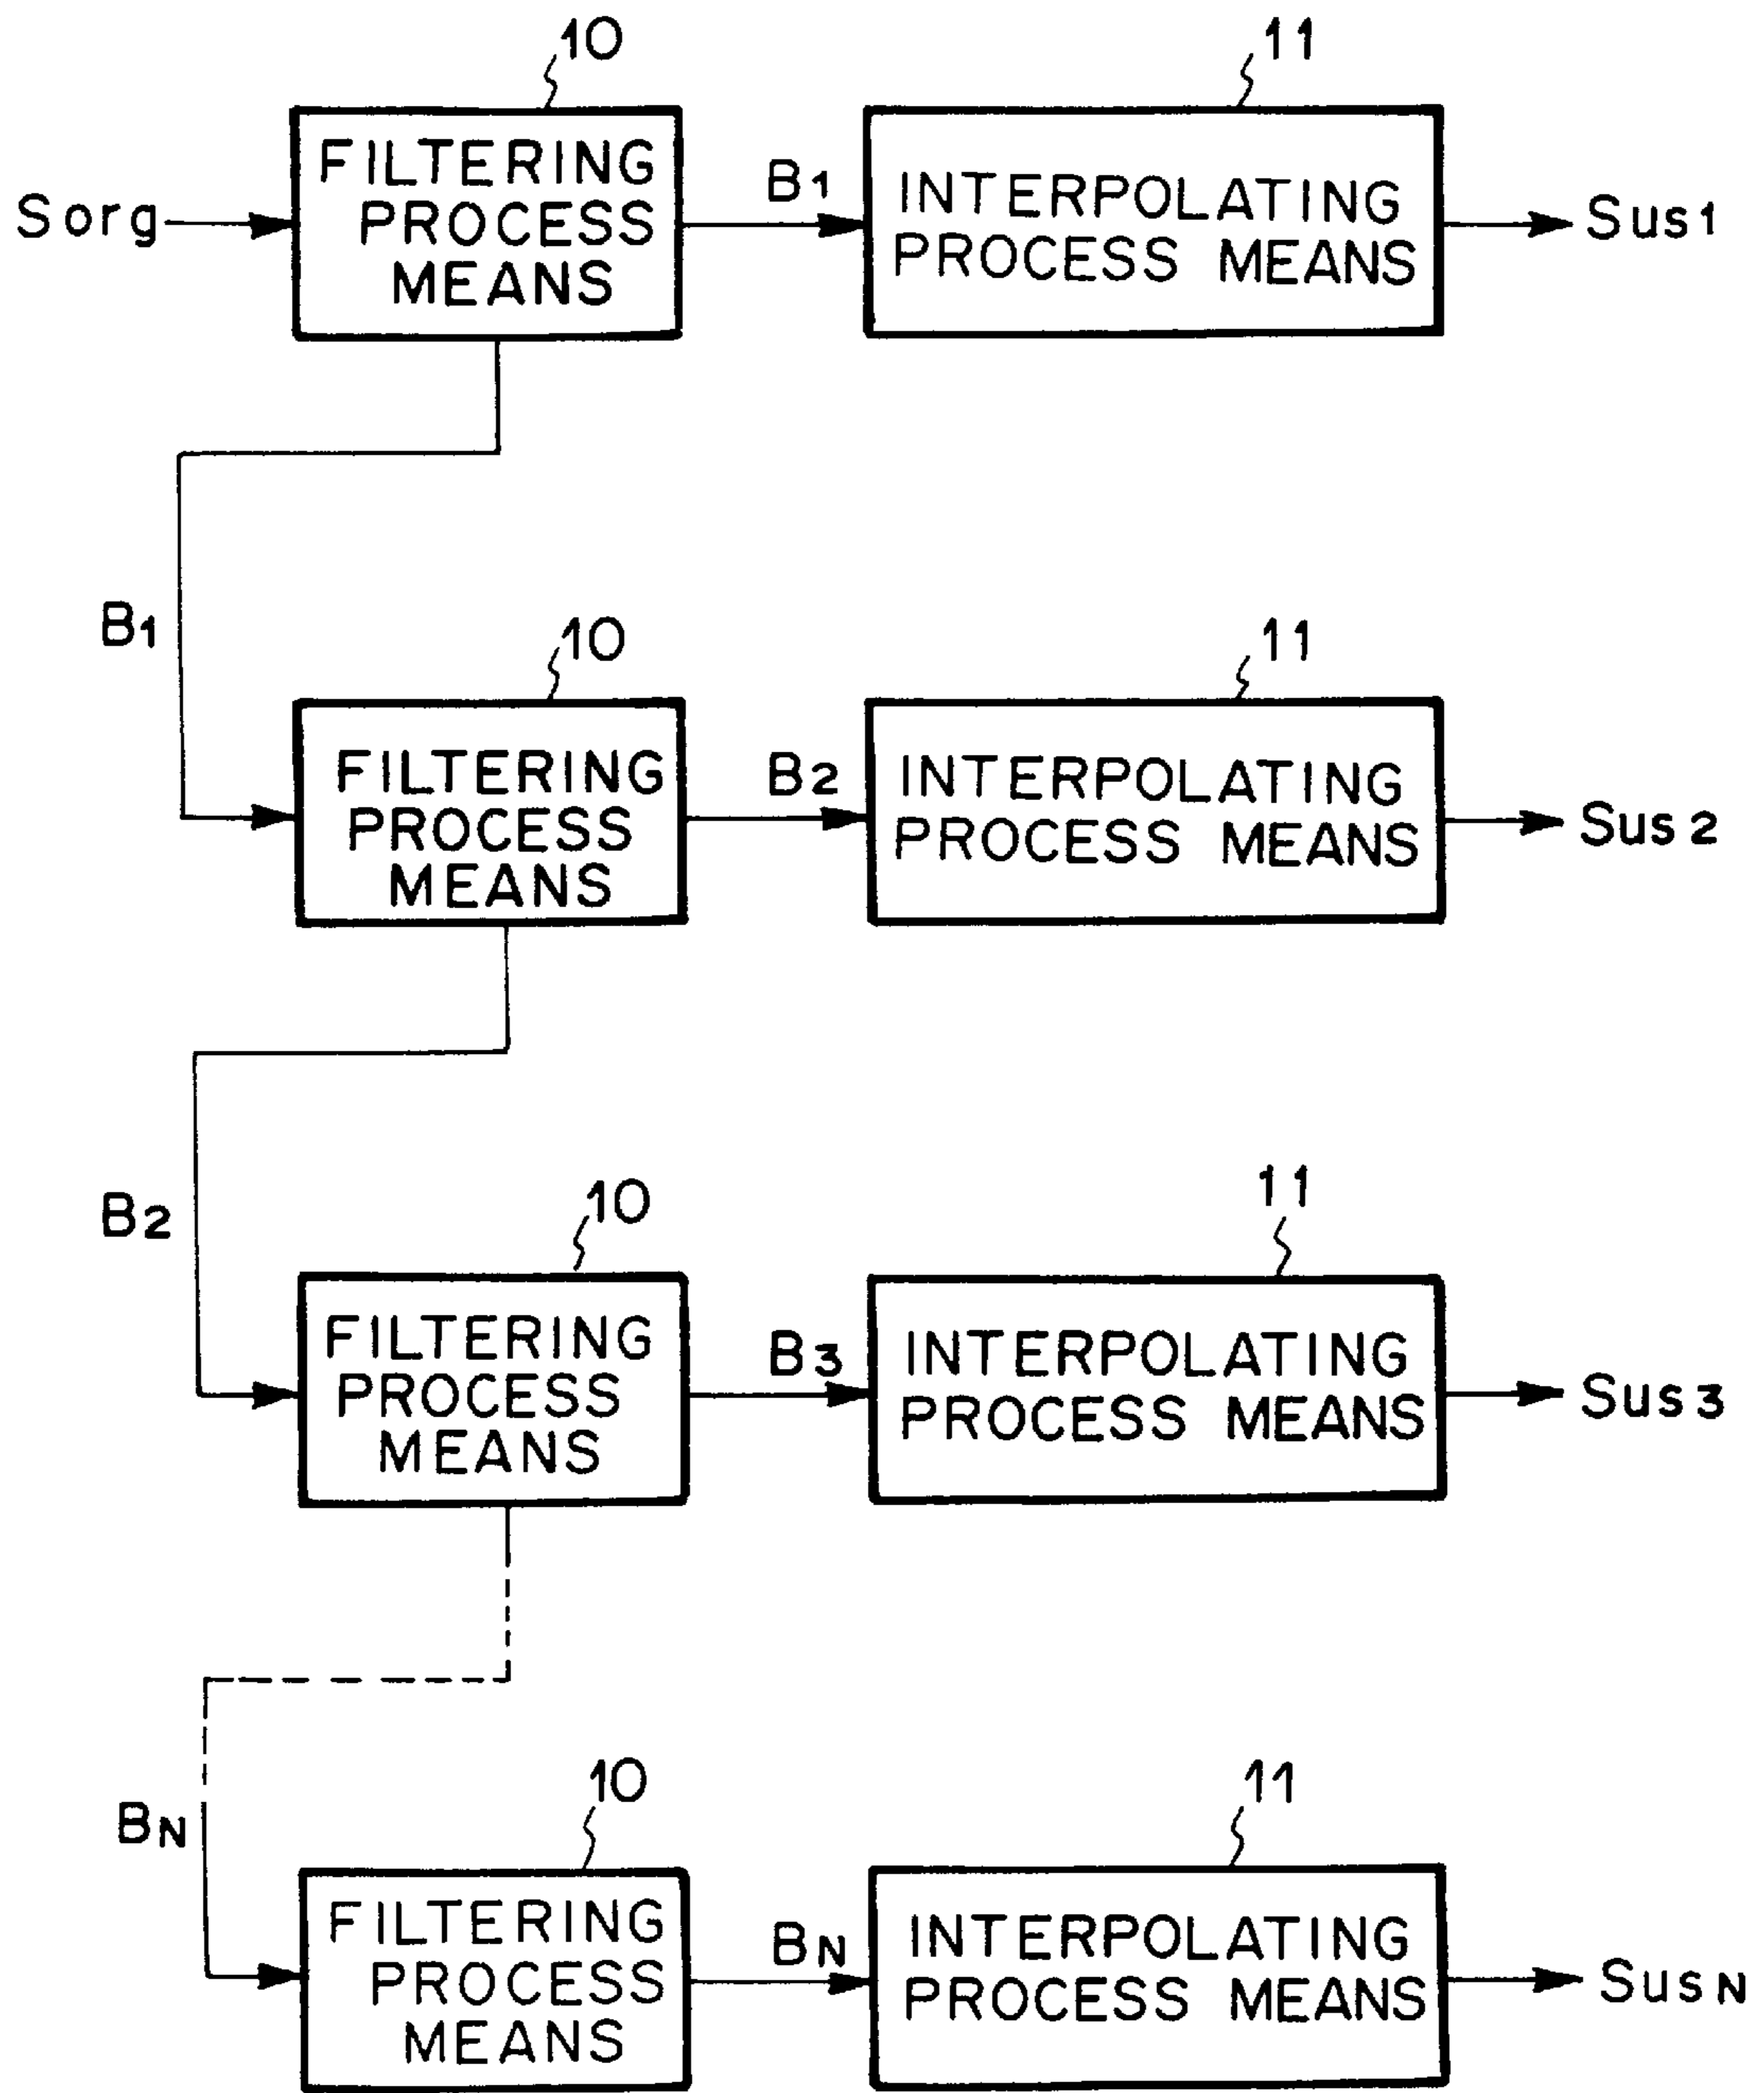 10
11
Sorg
FILTERING
PROCESS
MEANS
B1
INTERPOLATING
PROCESS MEANS
Sus1
B1
10
11
FILTERING
PROCESS
MEANS
B2
INTERPOLATING
PROCESS MEANS
Sus2
B2
10
11
FILTERING
PROCESS
MEANS
B3
INTERPOLATING
PROCESS MEANS
Sus3
BN
10
11
FILTERING
PROCESS
MEANS
BN
INTERPOLATING
PROCESS MEANS
SusN